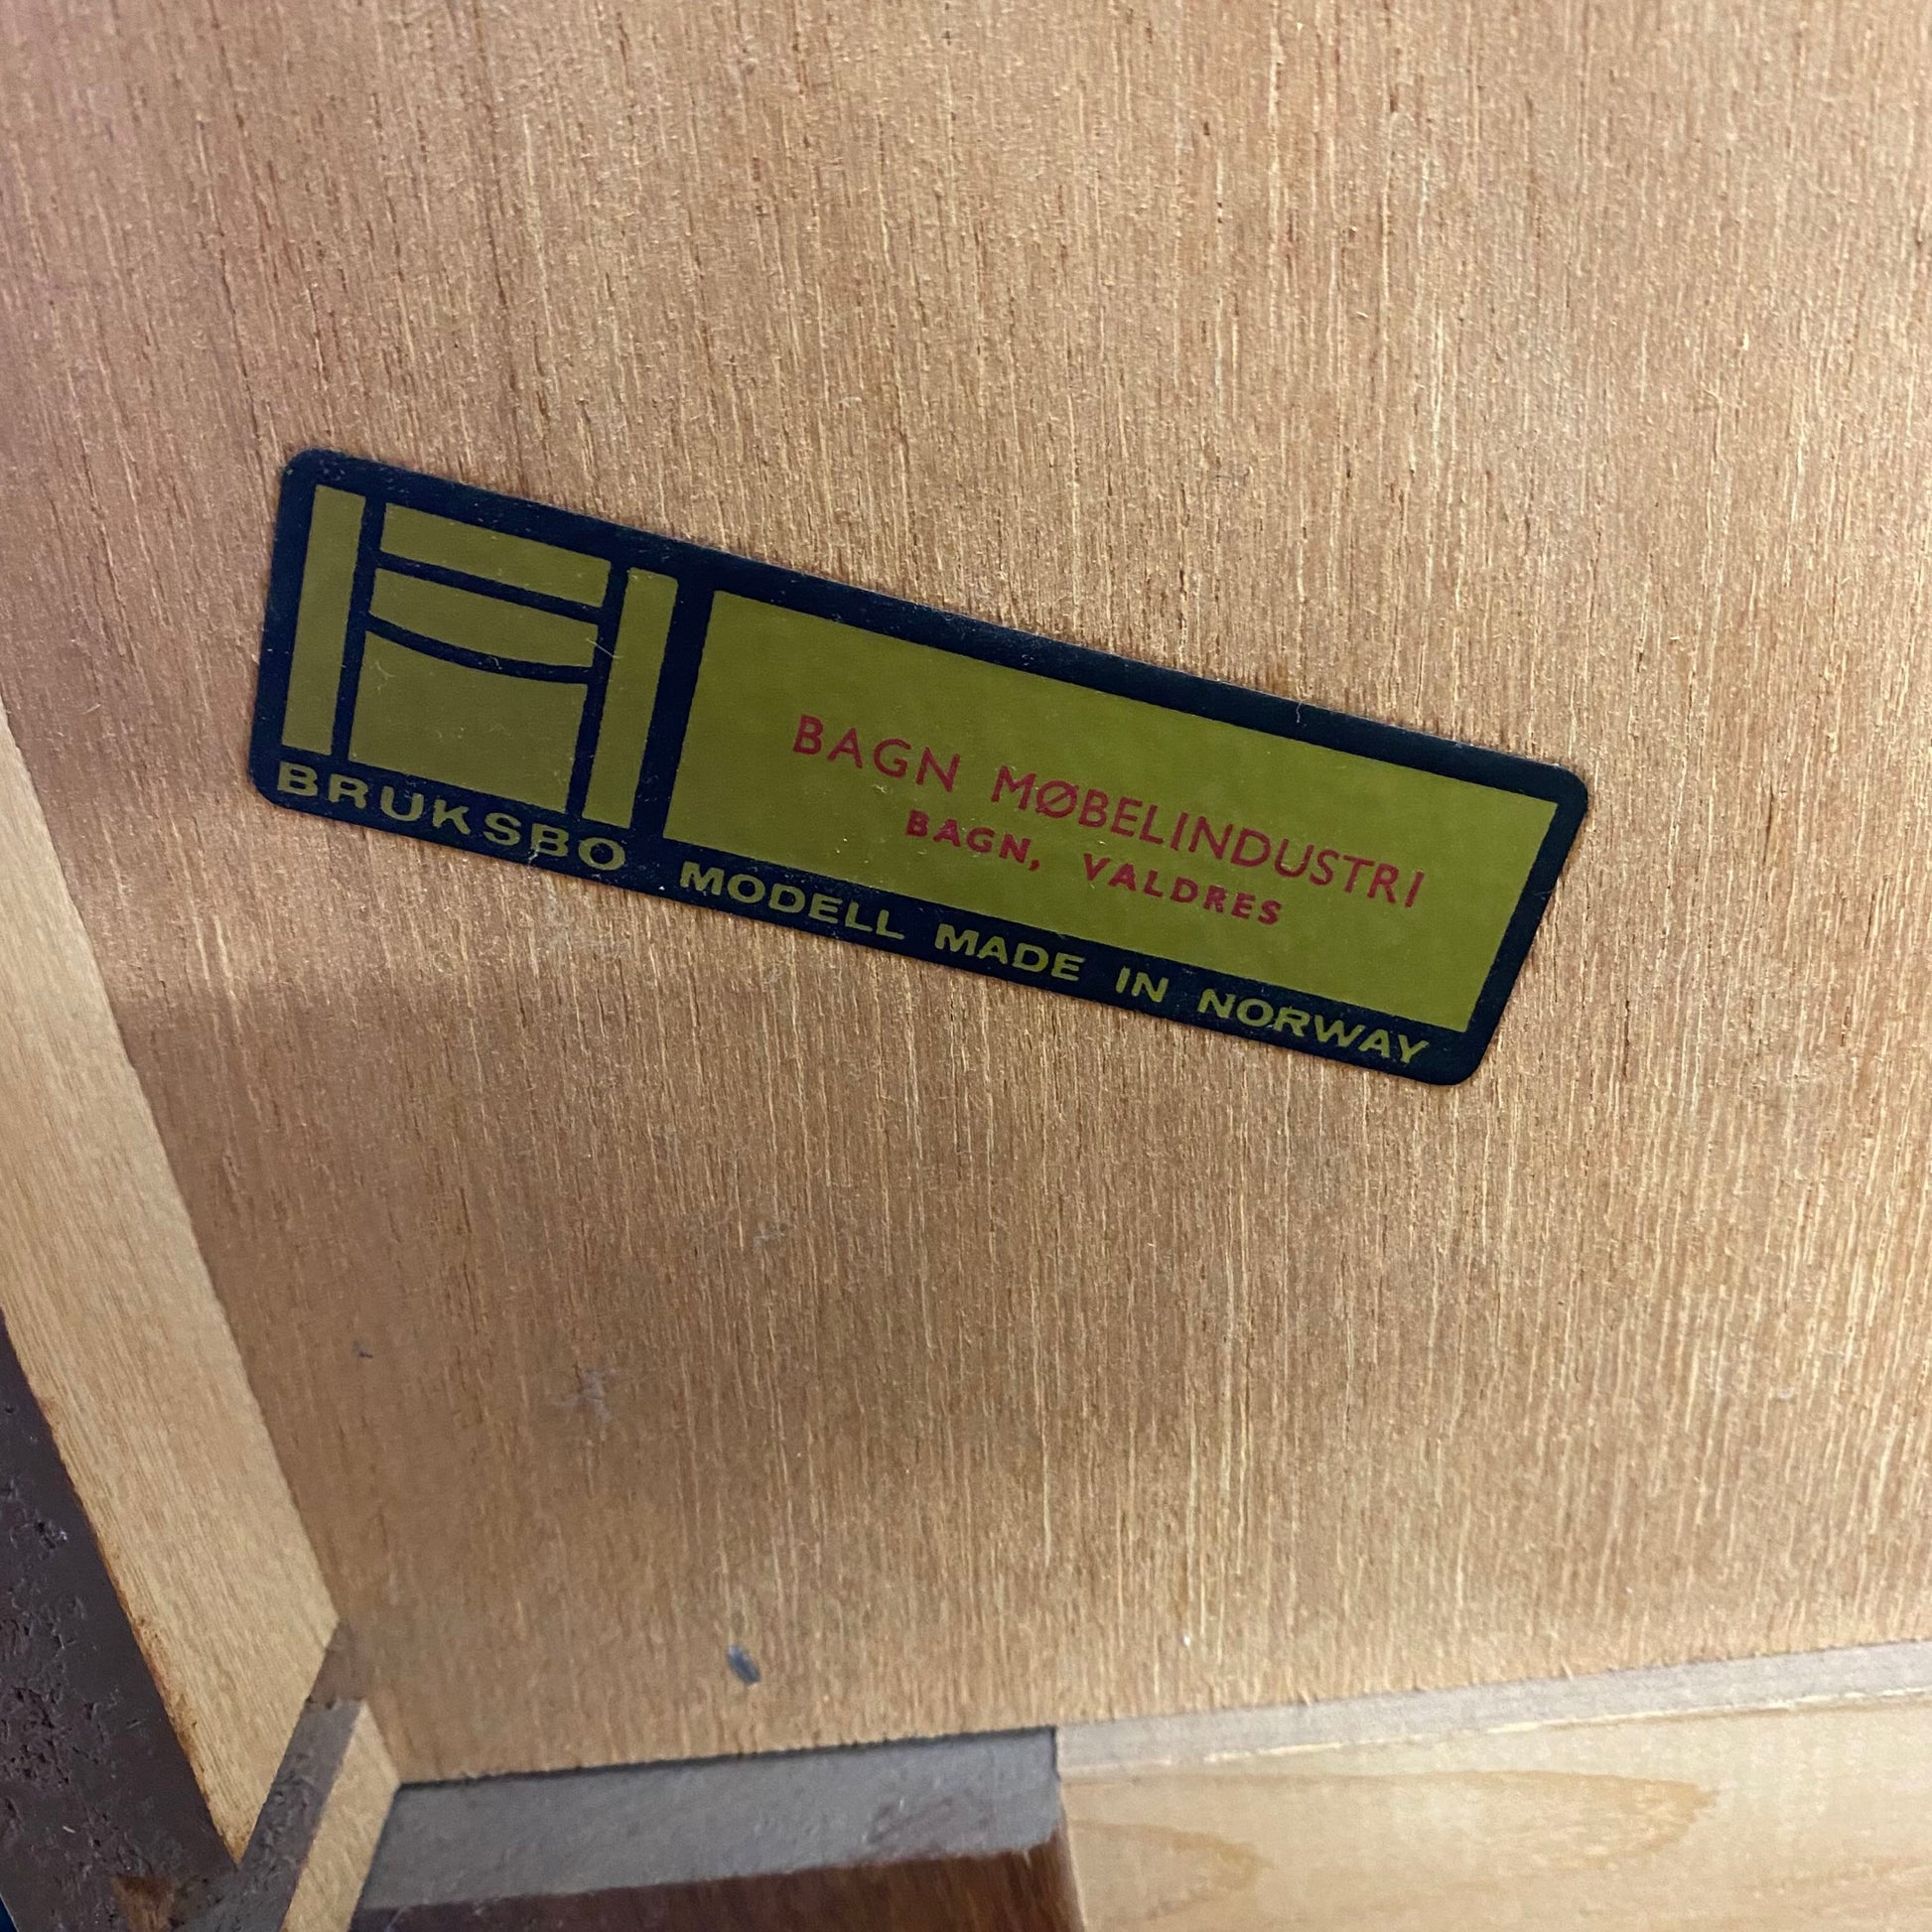 BAGN MØBELINDUSTRI
BAGN, VALDRES
BRUKSBO MODELL MADE IN NORWAY